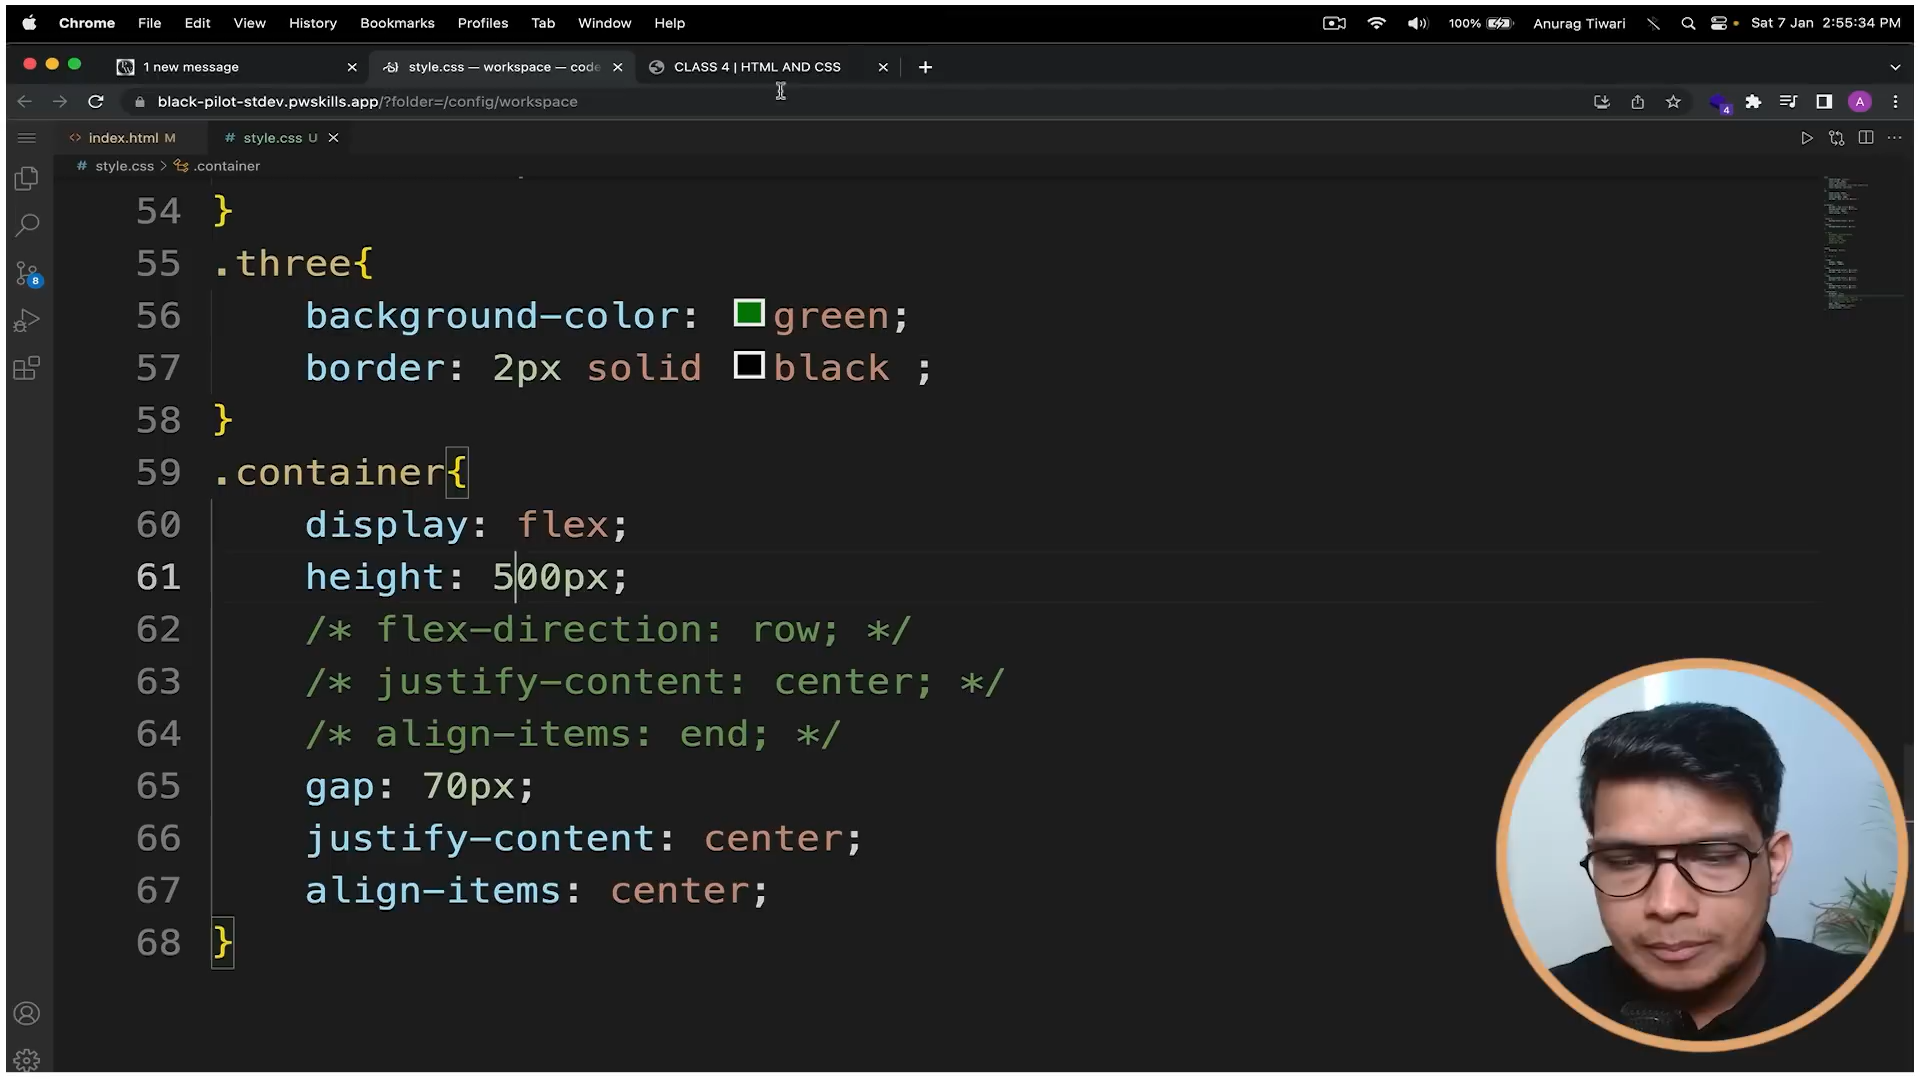 Chrome File Edit View History Bookmarks Profiles Tab Window Help 100% Anurag Tiwari Sat 7 Jan 2:55:34 PM
1 new message style.css — workspace — code CLASS 4 | HTML AND CSS
black-pilot-stdev.pwskills.app/?folder=/config/workspace 4 A
<> index.html M # style.css U
# style.css > .container
54 }
55 .three{
56 background-color: green;
57 border: 2px solid black ;
58 }
59 .container{
60 display: flex;
61 height: 500px;
62 /* flex-direction: row; */
63 /* justify-content: center; */
64 /* align-items: end; */
65 gap: 70px;
66 justify-content: center;
67 align-items: center;
68 }
8